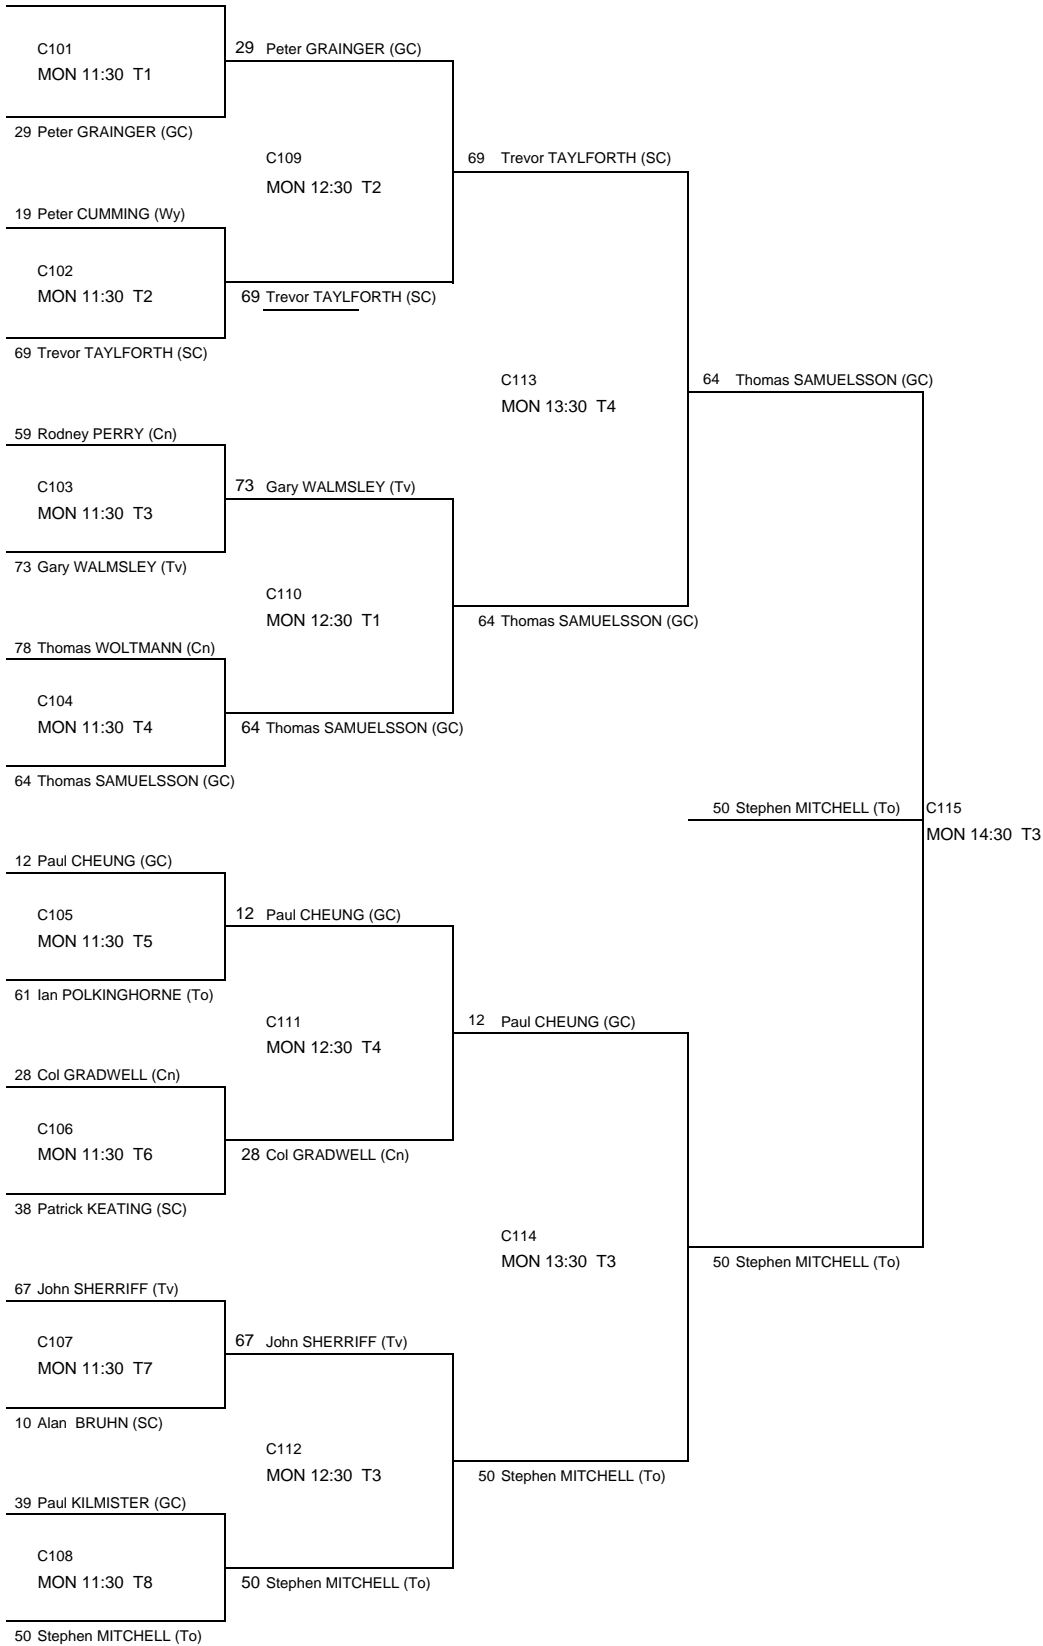 C101
29 Peter GRAINGER (GC)
MON 11:30 T1
29 Peter GRAINGER (GC)
C109
69 Trevor TAYLFORTH (SC)
MON 12:30 T2
19 Peter CUMMING (Wy)
C102
MON 11:30 T2
69 Trevor TAYLFORTH (SC)
69 Trevor TAYLFORTH (SC)
C113
64 Thomas SAMUELSSON (GC)
MON 13:30 T4
59 Rodney PERRY (Cn)
C103
73 Gary WALMSLEY (Tv)
MON 11:30 T3
73 Gary WALMSLEY (Tv)
C110
MON 12:30 T1
64 Thomas SAMUELSSON (GC)
78 Thomas WOLTMANN (Cn)
C104
MON 11:30 T4
64 Thomas SAMUELSSON (GC)
64 Thomas SAMUELSSON (GC)
50 Stephen MITCHELL (To)
C115
MON 14:30 T3
12 Paul CHEUNG (GC)
C105
12 Paul CHEUNG (GC)
MON 11:30 T5
61 Ian POLKINGHORNE (To)
C111
12 Paul CHEUNG (GC)
MON 12:30 T4
28 Col GRADWELL (Cn)
C106
MON 11:30 T6
28 Col GRADWELL (Cn)
38 Patrick KEATING (SC)
C114
MON 13:30 T3
50 Stephen MITCHELL (To)
67 John SHERRIFF (Tv)
C107
67 John SHERRIFF (Tv)
MON 11:30 T7
10 Alan BRUHN (SC)
C112
MON 12:30 T3
50 Stephen MITCHELL (To)
39 Paul KILMISTER (GC)
C108
MON 11:30 T8
50 Stephen MITCHELL (To)
50 Stephen MITCHELL (To)